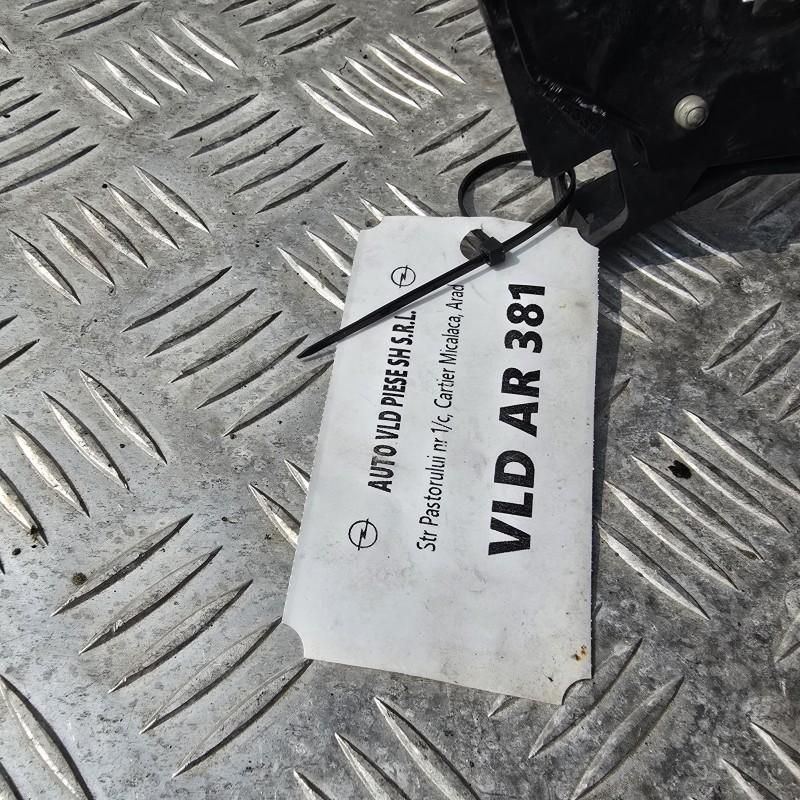 AUTO VLD PIESE SH S.R.L.
Str Pastorului nr 1/c, Cartier Micalaca, Arad
VLD AR 381